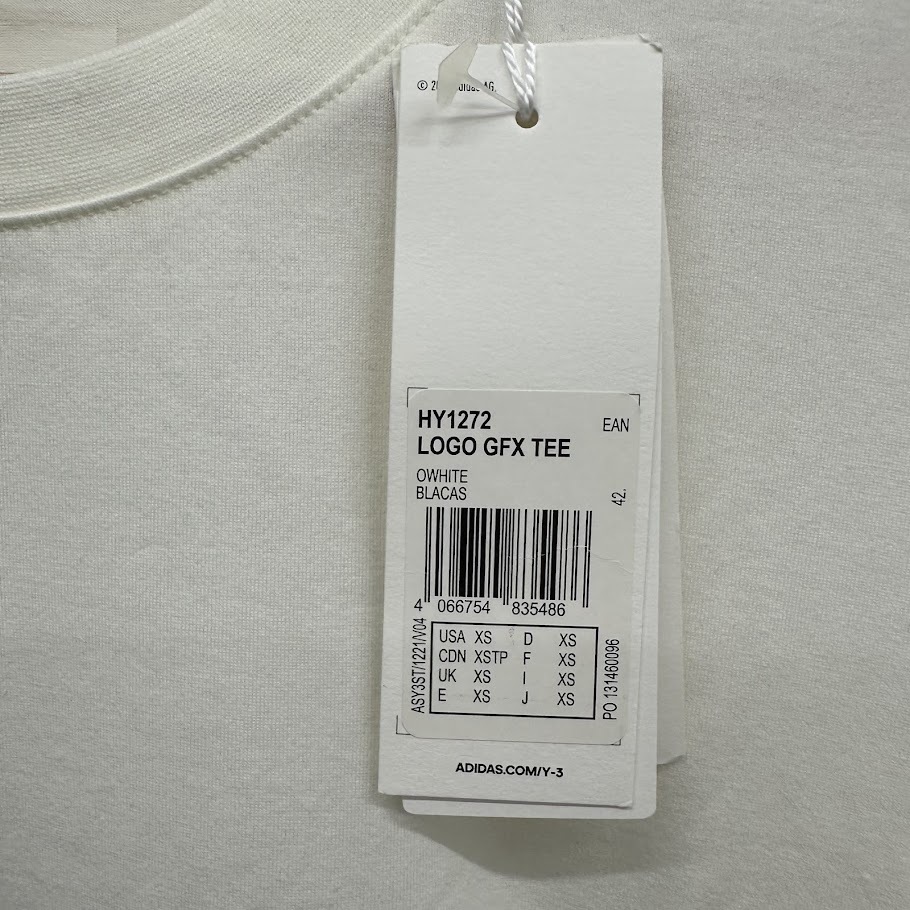 © AG.
HY1272 EAN
LOGO GFX TEE
OWHITE
BLACAS
42.
4 066754 835486
USA XS D XS
CDN XSTP F XS
UK XS I XS
E XS J XS
ASY3ST/1221/V04
PO 131460096
ADIDAS.COM/Y-3